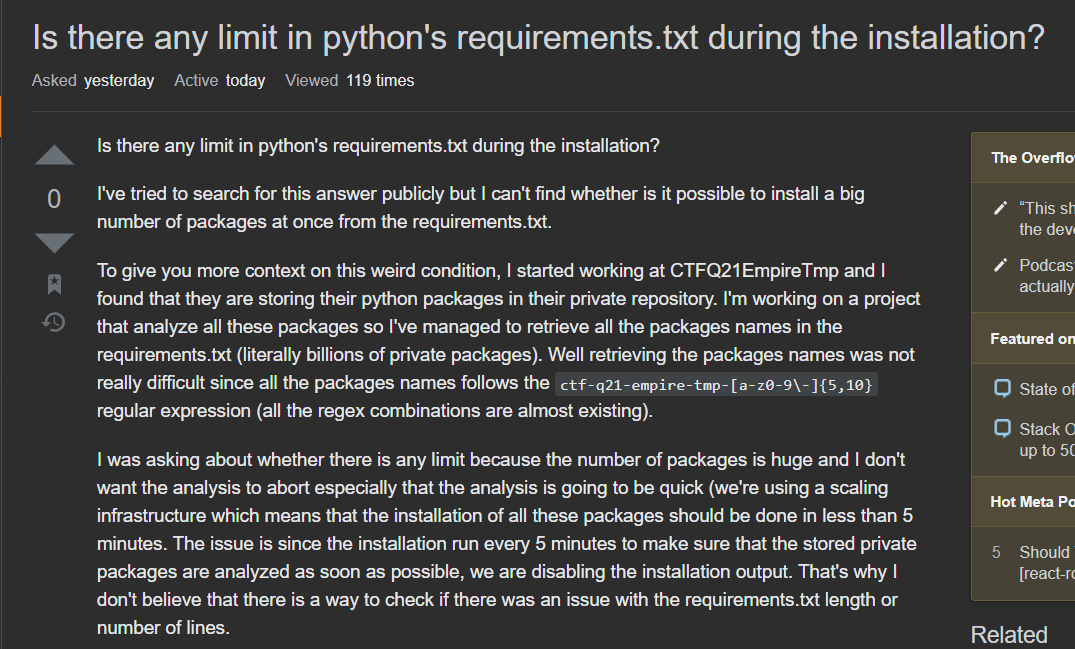 Is there any limit in python's requirements.txt during the installation?
Asked yesterday Active today Viewed 119 times
0
Is there any limit in python's requirements.txt during the installation?
I've tried to search for this answer publicly but I can't find whether is it possible to install a big
number of packages at once from the requirements.txt.
To give you more context on this weird condition, I started working at CTFQ21EmpireTmp and I
found that they are storing their python packages in their private repository. I'm working on a project
that analyze all these packages so I've managed to retrieve all the packages names in the
requirements.txt (literally billions of private packages). Well retrieving the packages names was not
really difficult since all the packages names follows the ctf-q21-empire-tmp-[a-z0-9\-]{5,10}
regular expression (all the regex combinations are almost existing).
I was asking about whether there is any limit because the number of packages is huge and I don't
want the analysis to abort especially that the analysis is going to be quick (we're using a scaling
infrastructure which means that the installation of all these packages should be done in less than 5
minutes. The issue is since the installation run every 5 minutes to make sure that the stored private
packages are analyzed as soon as possible, we are disabling the installation output. That's why I
don't believe that there is a way to check if there was an issue with the requirements.txt length or
number of lines.
The Overflo
"This sh
the deve
Podcas
actually
Featured on
State of
Stack O
up to 50
Hot Meta Po
5 Should
[react-ro
Related